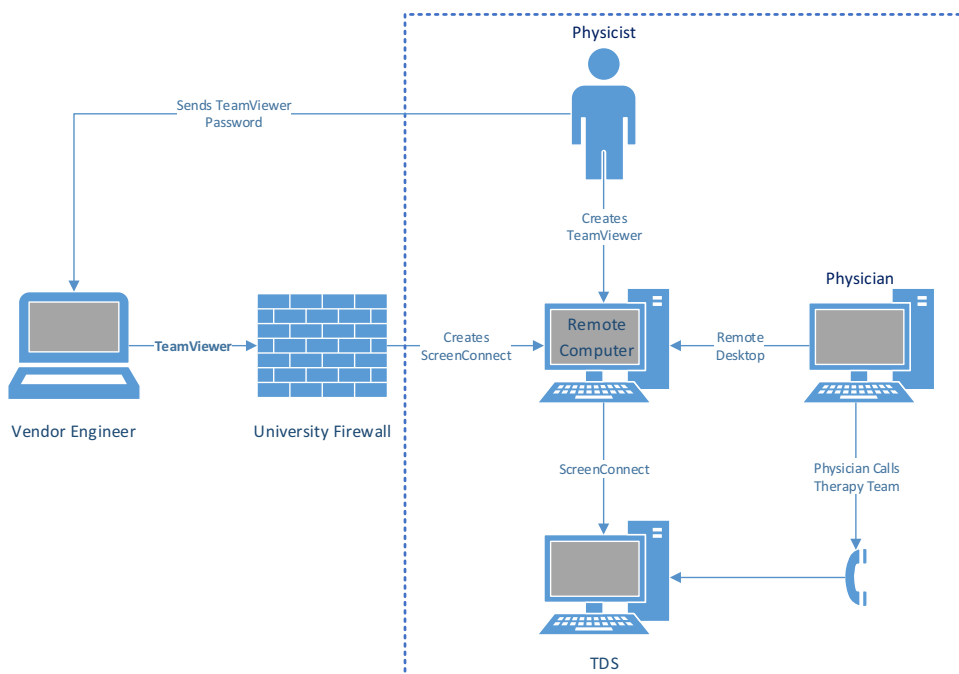 Physicist
Sends TeamViewer
Password
Creates
TeamViewer
Physician
TeamViewer
Creates
ScreenConnect
Remote
Computer
Remote
Desktop
Vendor Engineer
University Firewall
ScreenConnect
Physician Calls
Therapy Team
TDS